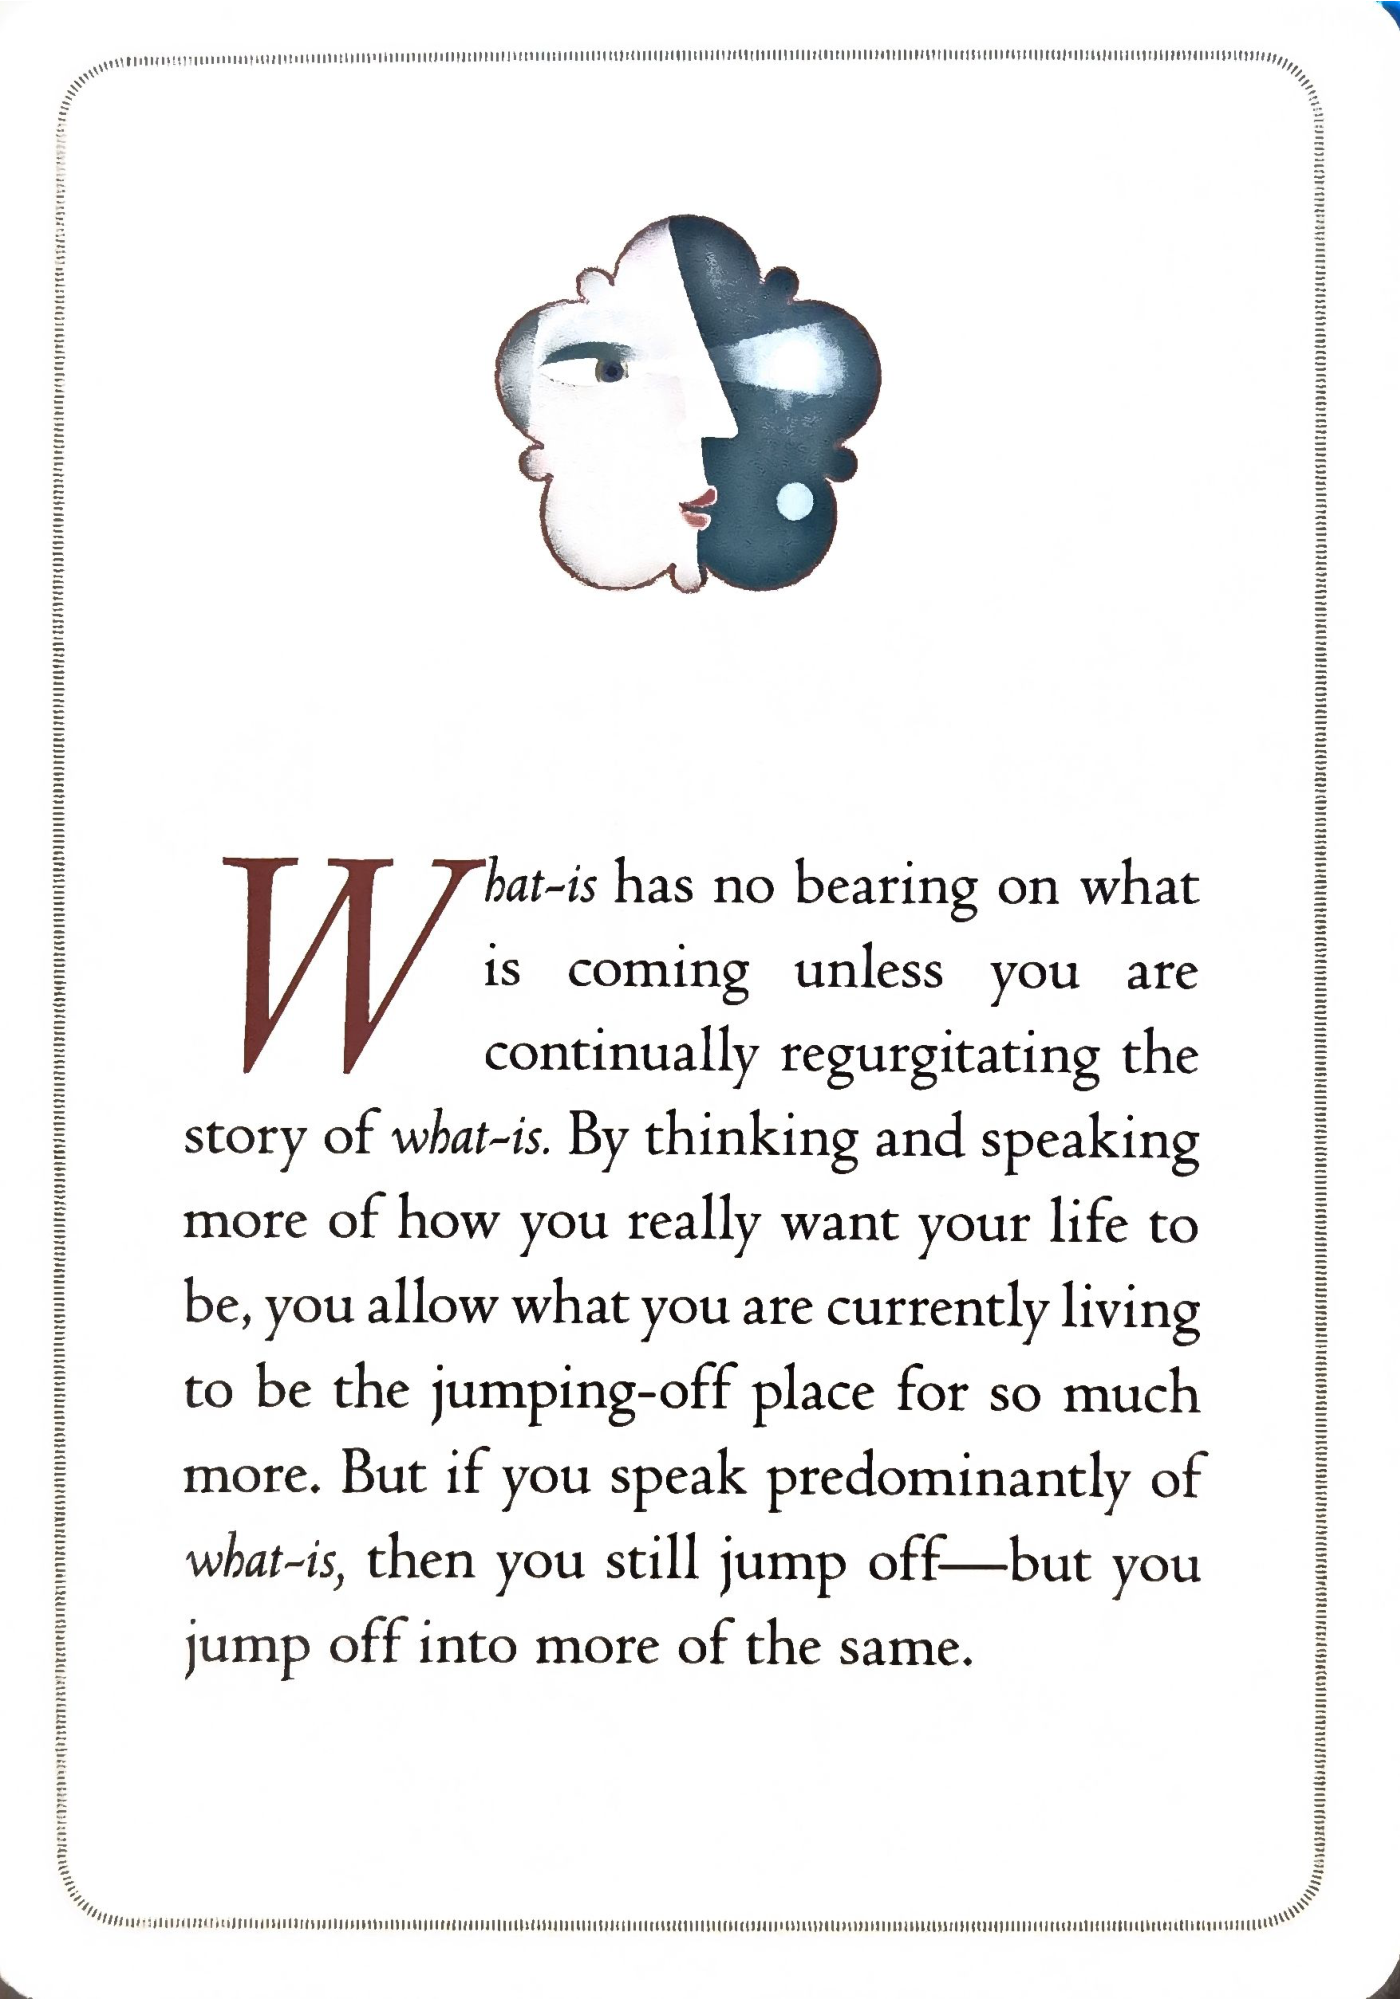 What-is has no bearing on what
is coming unless you are
continually regurgitating the
story of what-is. By thinking and speaking
more of how you really want your life to
be, you allow what you are currently living
to be the jumping-off place for so much
more. But if you speak predominantly of
what-is, then you still jump off—but you
jump off into more of the same.